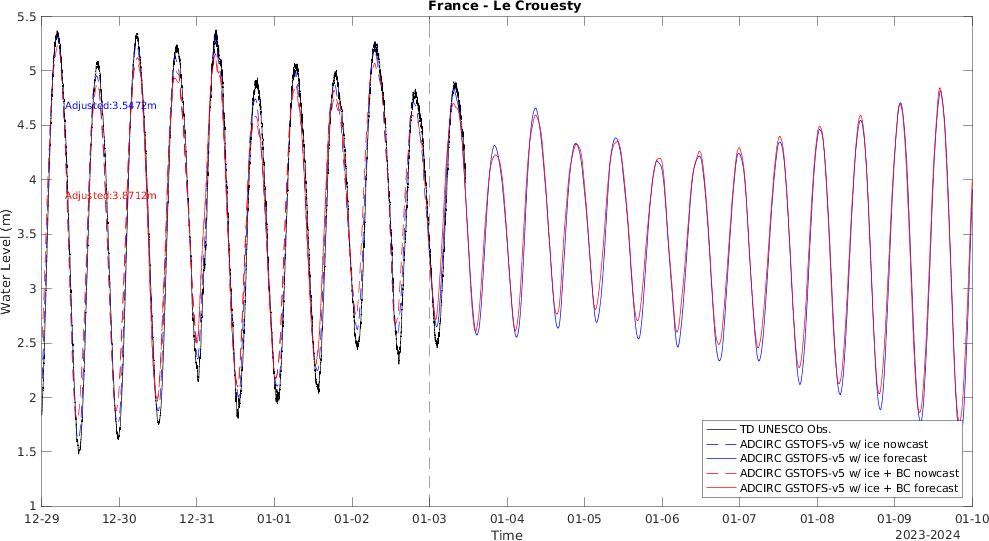 France - Le Crouesty
5.5
5
4.5
4
3.5
3
2.5
2
1.5
1
Water Level (m)
Adjusted:3.5472m
Adjusted:3.8712m
TD UNESCO Obs.
ADCIRC GSTOFS-v5 w/ ice nowcast
ADCIRC GSTOFS-v5 w/ ice forecast
ADCIRC GSTOFS-v5 w/ ice + BC nowcast
ADCIRC GSTOFS-v5 w/ ice + BC forecast
12-29 12-30 12-31 01-01 01-02 01-03 01-04 01-05 01-06 01-07 01-08 01-09 01-10
Time
2023-2024